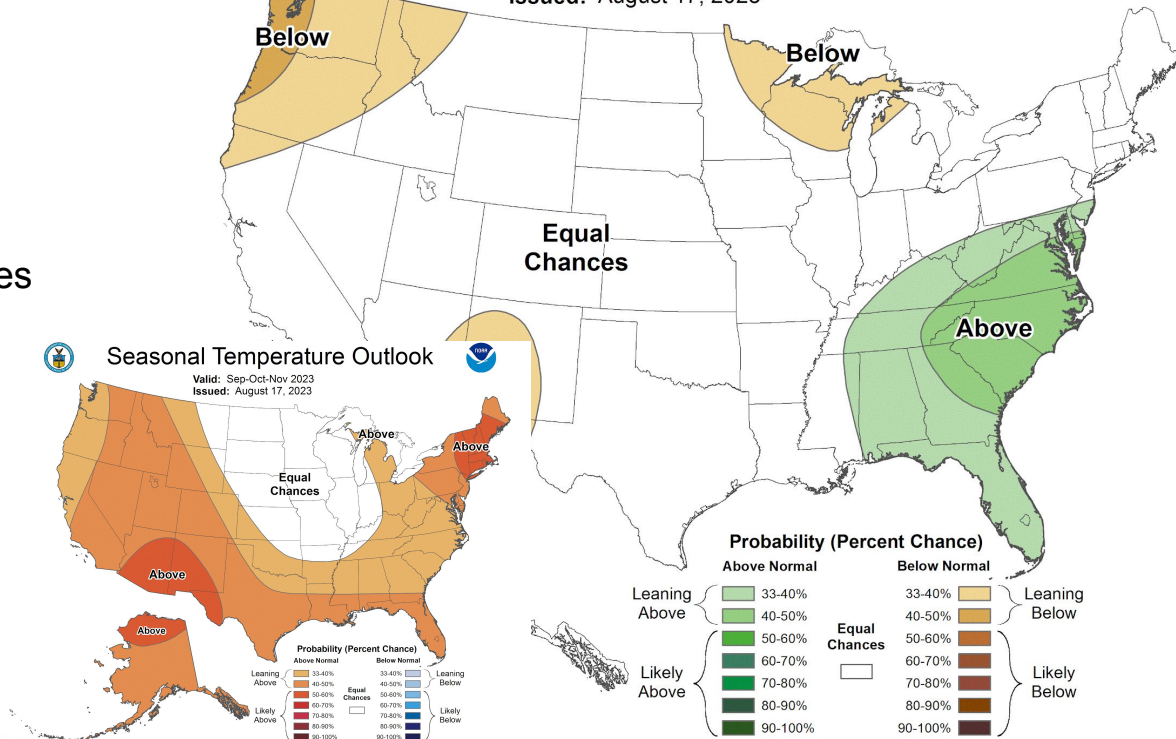 Issued: August 17, 2023
Below
Below
Equal
Chances
es
Above
Seasonal Temperature Outlook
NOAA
Valid: Sep-Oct-Nov 2023
Issued: August 17, 2023
Above
Above
Equal
Chances
Above
Above
Probability (Percent Chance)
Above Normal
Below Normal
Leaning
Above
33-40%
33-40%
Leaning
Below
40-50%
40-50%
Equal
Chances
Likely
Above
50-60%
50-60%
Likely
Below
60-70%
60-70%
70-80%
70-80%
80-90%
80-90%
90-100%
90-100%
Probability (Percent Chance)
Above Normal
Below Normal
Leaning
Above
33-40%
33-40%
Leaning
Below
40-50%
40-50%
Equal
Chances
Likely
Above
50-60%
50-60%
Likely
Below
60-70%
60-70%
70-80%
70-80%
80-90%
80-90%
90-100%
90-100%